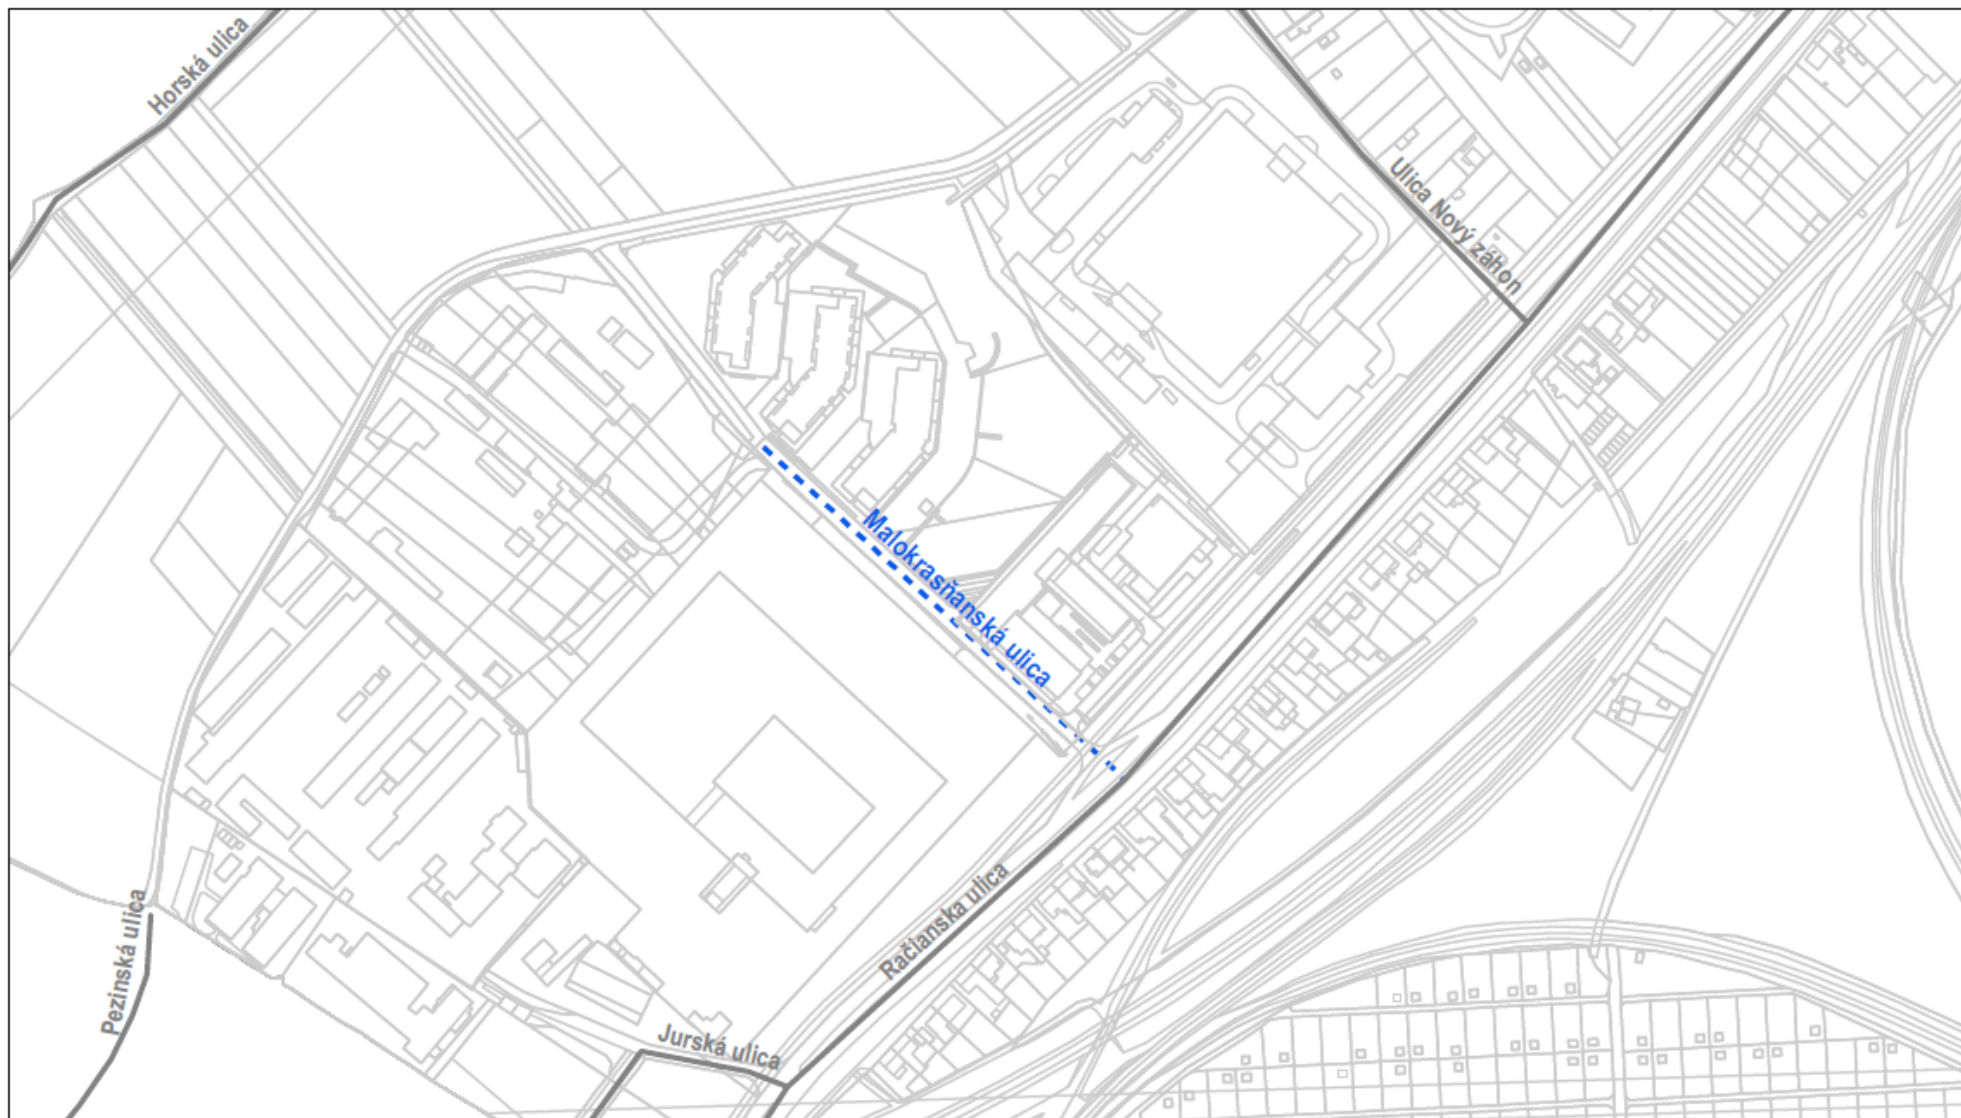 Horská ulica
Ulica Nový záhon
Malokrasňanská ulica
Račianska ulica
Pezinská ulica
Jurská ulica